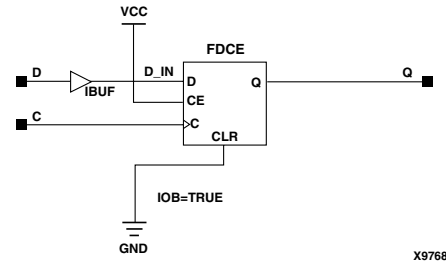 VCC
FDCE
D
D_IN
D
Q
Q
IBUF
CE
C
C
CLR
IOB=TRUE
GND
X9768